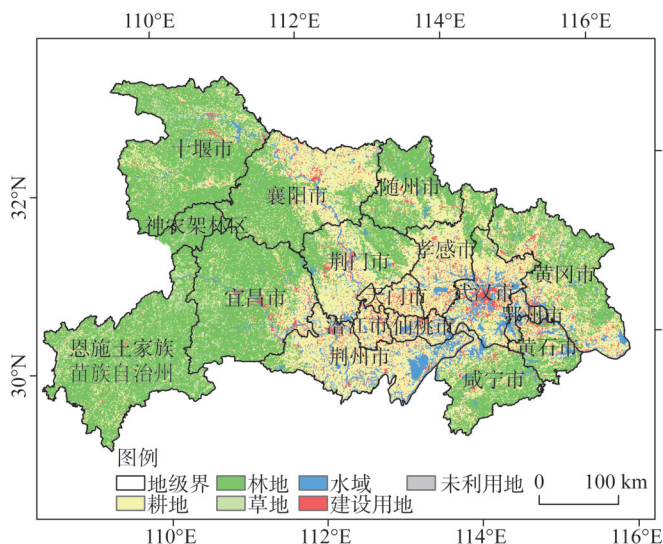 110°E 112°E 114°E 116°E
32°N
30°N
十堰市
襄阳市
随州市
神农架林区
荆门市
孝感市
黄冈市
宜昌市
天门市
武汉市
鄂州市
潜江市
仙桃市
恩施土家族
苗族自治州
荆州市
黄石市
咸宁市
图例
地级界 林地 水域 未利用地
耕地 草地 建设用地
0 100 km
110°E 112°E 114°E 116°E